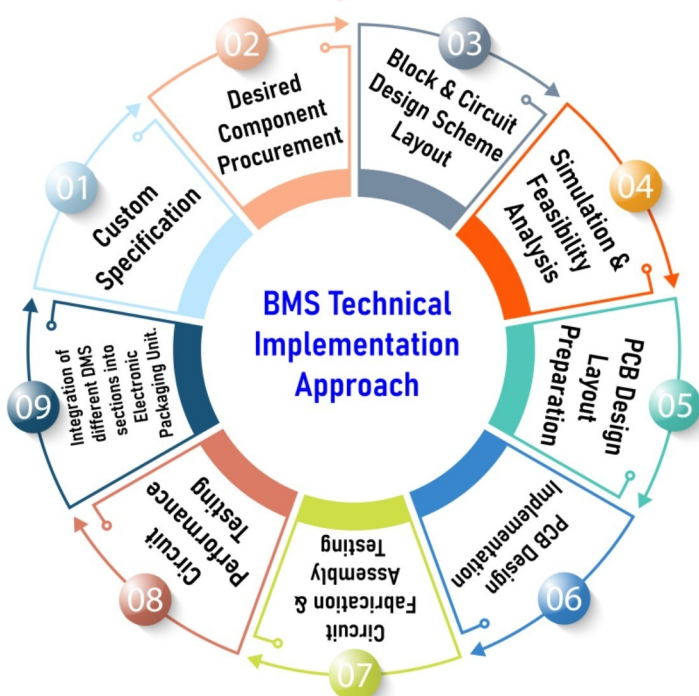 BMS Technical
Implementation
Approach
01
Custom
Specification
02
Desired
Component
Procurement
03
Block & Circuit
Design Scheme
Layout
04
Simulation &
Feasibility
Analysis
05
PCB Design
Layout
Preparation
06
PCB Design
Implementation
07
Circuit
Fabrication &
Assembly
Testing
08
Circuit
Performance
Testing
09
Integration of
different DMS
sections into
Electronic
Packaging Unit.